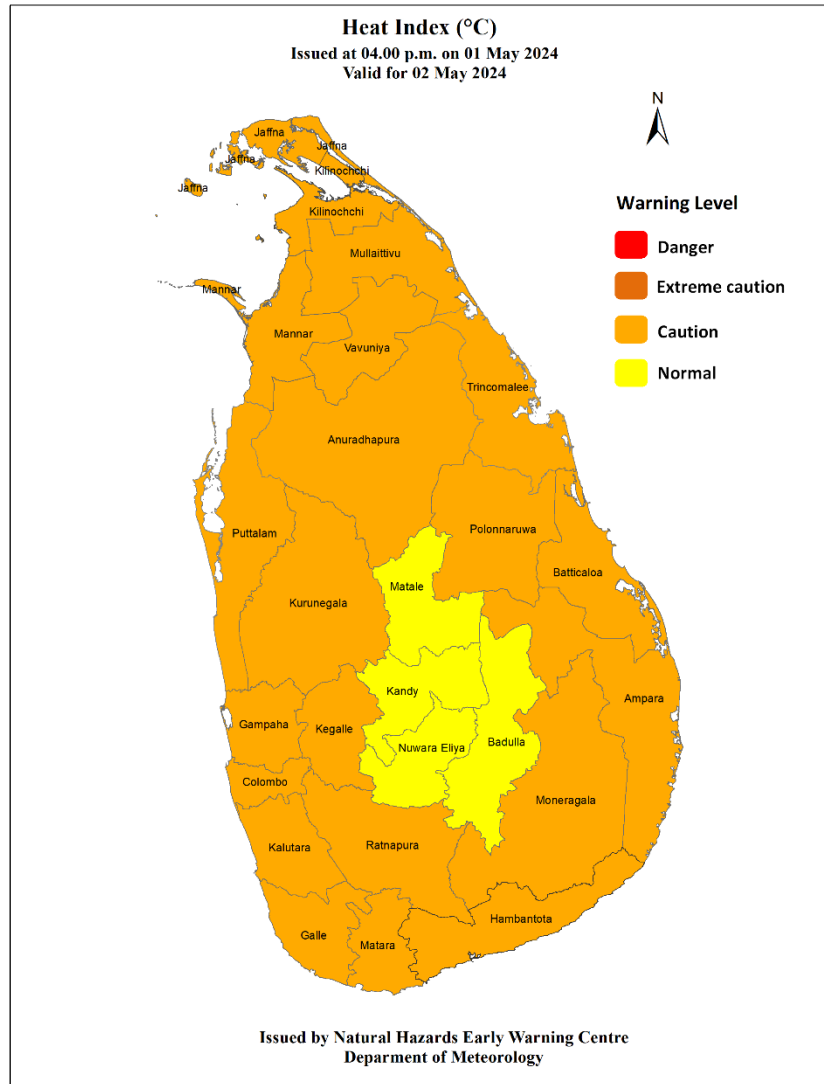 Heat Index (°C)
Issued at 04.00 p.m. on 01 May 2024
Valid for 02 May 2024
N
Jaffna
Jaffna
Jaffna
Kilinochchi
Jaffna
Kilinochchi
Mullaittivu
Mannar
Mannar
Vavuniya
Trincomalee
Anuradhapura
Polonnaruwa
Puttalam
Batticaloa
Matale
Kurunegala
Kandy
Ampara
Gampaha
Kegalle
Nuwara Eliya
Badulla
Colombo
Moneragala
Kalutara
Ratnapura
Hambantota
Galle
Matara
Warning Level
Danger
Extreme caution
Caution
Normal
Issued by Natural Hazards Early Warning Centre
Deparment of Meteorology